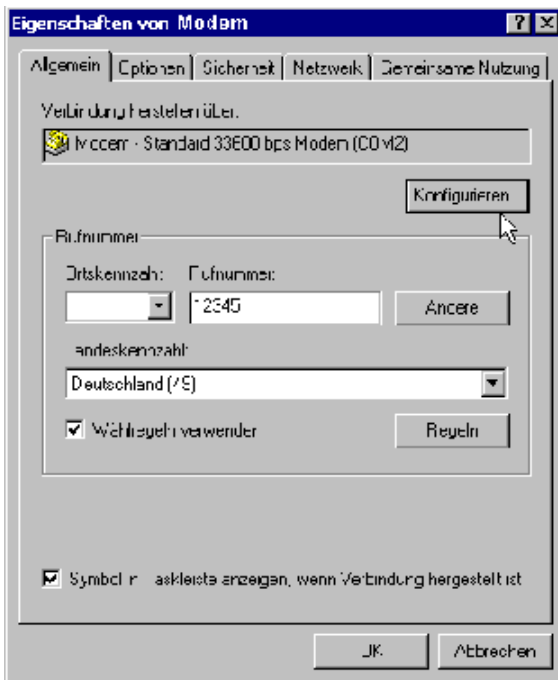 Eigenschaften von Modem
Allgemein Optionen Sicherheit Netzwerk Gemeinsame Nutzung
Verbindung herstellen über:
Modem - Standard 33600 bps Modem (COM2)
Konfigurieren
Rufnummer
Ortskennzahl: Rufnummer:
12345 Andere
Landeskennzahl:
Deutschland (49)
Wählregeln verwenden Regeln
Symbol in Taskleiste anzeigen, wenn Verbindung hergestellt ist
OK Abbrechen